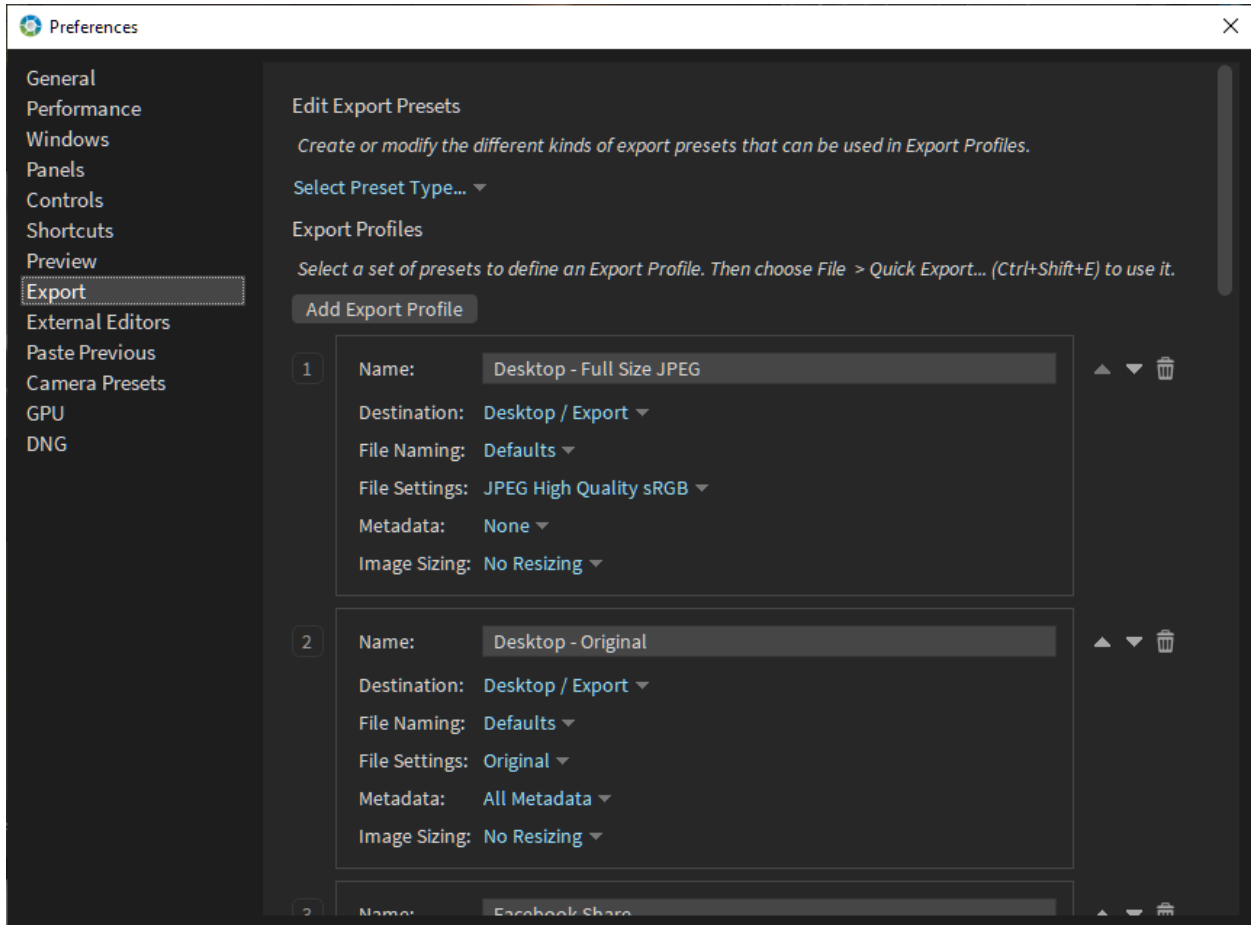 Preferences
General
Performance
Windows
Panels
Controls
Shortcuts
Preview
Export
External Editors
Paste Previous
Camera Presets
GPU
DNG
Edit Export Presets
Create or modify the different kinds of export presets that can be used in Export Profiles.
Select Preset Type...
Export Profiles
Select a set of presets to define an Export Profile. Then choose File > Quick Export... (Ctrl+Shift+E) to use it.
Add Export Profile
1
Name: Desktop - Full Size JPEG
Destination: Desktop / Export
File Naming: Defaults
File Settings: JPEG High Quality sRGB
Metadata: None
Image Sizing: No Resizing
2
Name: Desktop - Original
Destination: Desktop / Export
File Naming: Defaults
File Settings: Original
Metadata: All Metadata
Image Sizing: No Resizing
3
Name: Facebook Share